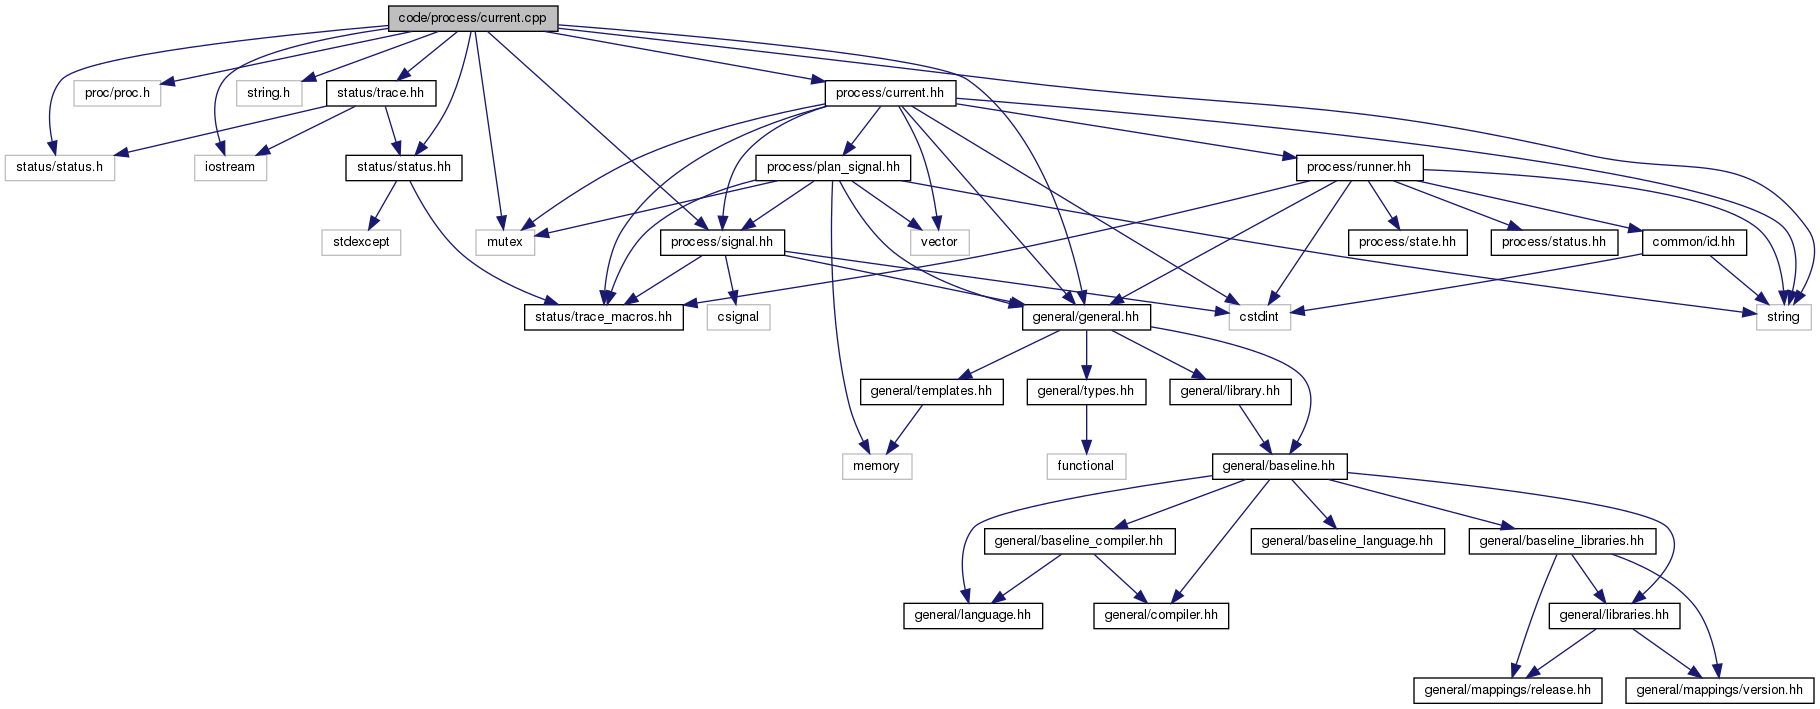 code/process/current.cpp
proc/proc.h
string.h
status/trace.hh
process/current.hh
status/status.h
iostream
status/status.hh
process/plan_signal.hh
process/runner.hh
stdexcept
mutex
process/signal.hh
vector
process/state.hh
process/status.hh
common/id.hh
status/trace_macros.hh
csignal
general/general.hh
cstdint
string
general/templates.hh
general/types.hh
general/library.hh
memory
functional
general/baseline.hh
general/baseline_compiler.hh
general/baseline_language.hh
general/baseline_libraries.hh
general/language.hh
general/compiler.hh
general/libraries.hh
general/mappings/release.hh
general/mappings/version.hh